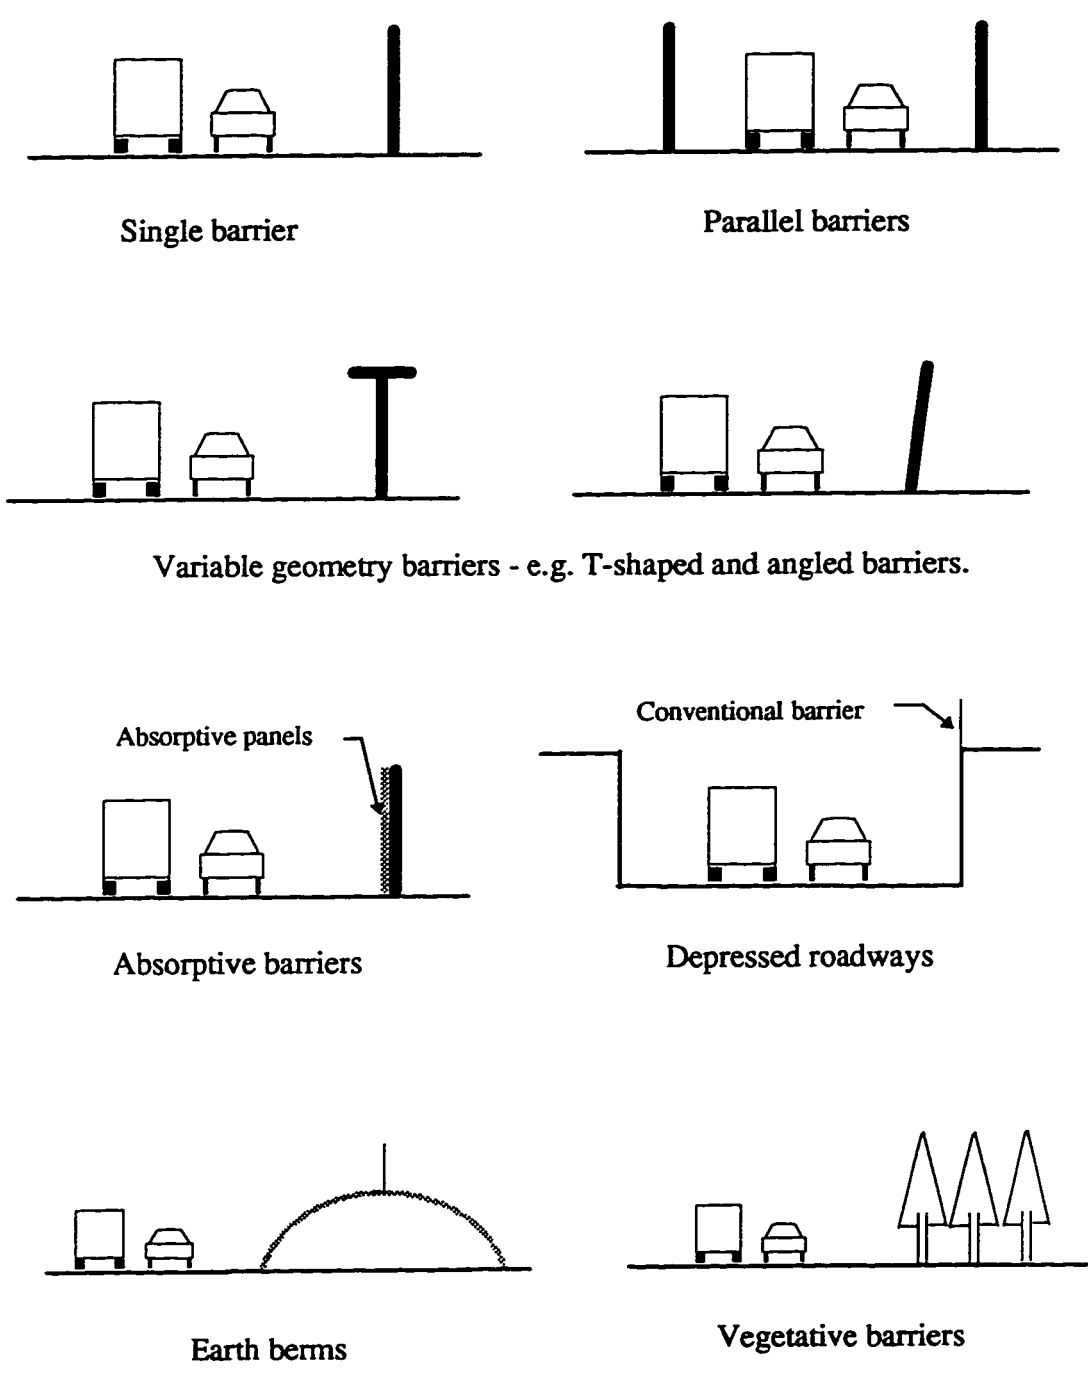 Single barrier
Parallel barriers
Variable geometry barriers - e.g. T-shaped and angled barriers.
Absorptive panels
Conventional barrier
Absorptive barriers
Depressed roadways
Earth berms
Vegetative barriers